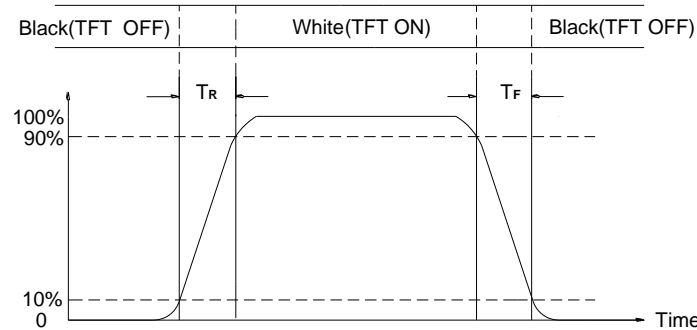 Black(TFT OFF) White(TFT ON) Black(TFT OFF)
TR TF
100%
90%
10%
0
Time